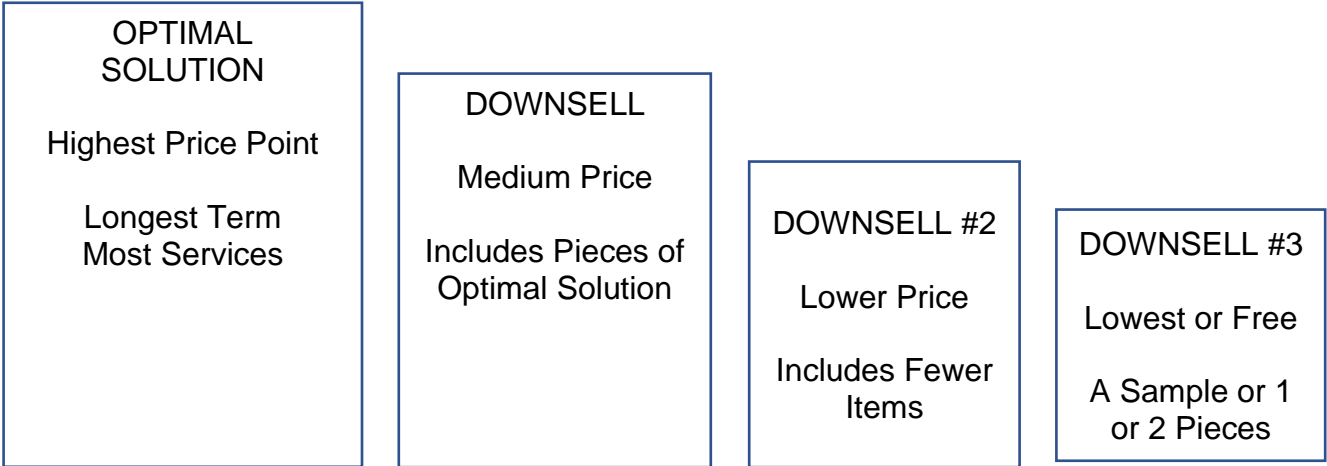 OPTIMAL
SOLUTION
Highest Price Point
Longest Term
Most Services
DOWNSELL
Medium Price
Includes Pieces of
Optimal Solution
DOWNSELL #2
Lower Price
Includes Fewer
Items
DOWNSELL #3
Lowest or Free
A Sample or 1
or 2 Pieces